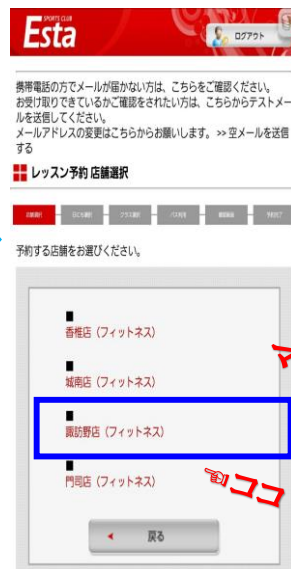 SPORTS CLUB
Esta
ログアウト
携帯電話の方でメールが届かない方は、こちらをご確認ください。
お受け取りできているかご確認をされたい方は、こちらからテストメー
ルを送信してください。
メールアドレスの変更はこちらからお願いします。 >> 空メールを送信
する
レッスン予約 店舗選択
予約する店舗をお選びください。
香椎店（フィットネス）
城南店（フィットネス）
諏訪野店（フィットネス）
門司店（フィットネス）
☜ココ
戻る